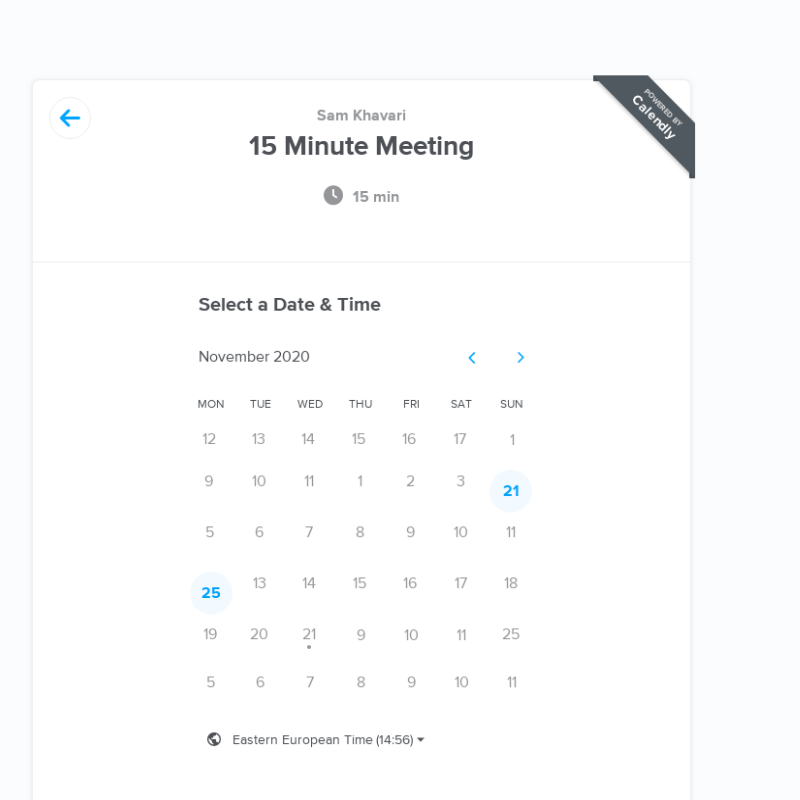 POWERED BY
Calendly
Sam Khavari
15 Minute Meeting
15 min
Select a Date & Time
November 2020
MON TUE WED THU FRI SAT SUN
12 13 14 15 16 17 1
9 10 11 1 2 3 21
5 6 7 8 9 10 11
25 13 14 15 16 17 18
19 20 21 9 10 11 25
5 6 7 8 9 10 11
Eastern European Time (14:56)